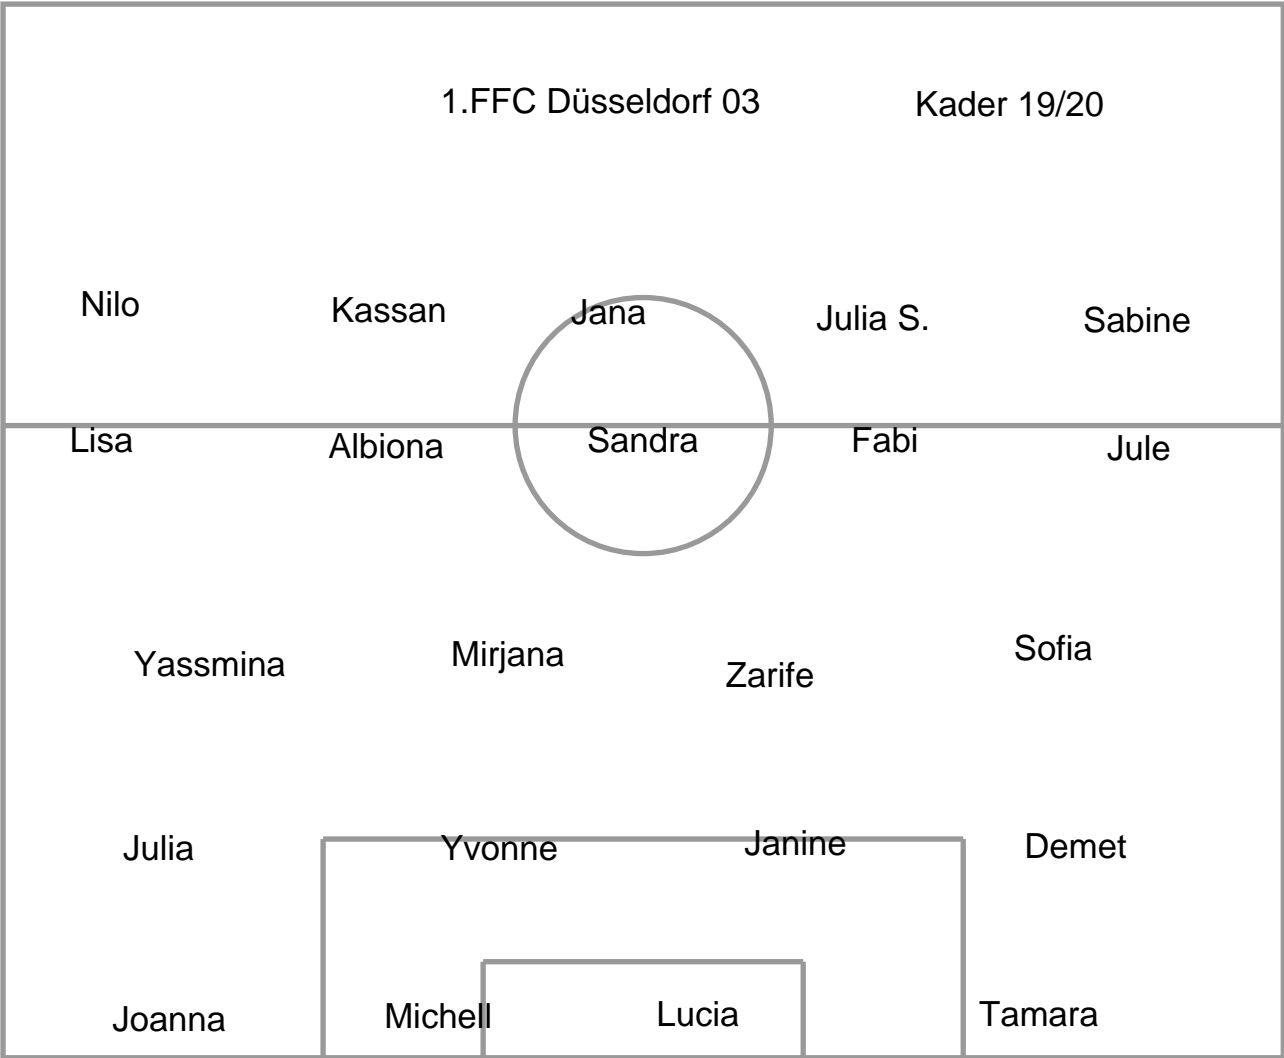 1.FFC Düsseldorf 03 Kader 19/20
Nilo Kassan Jana Julia S. Sabine
Lisa Albiona Sandra Fabi Jule
Yassmina Mirjana Zarife Sofia
Julia Yvonne Janine Demet
Joanna Michell Lucia Tamara